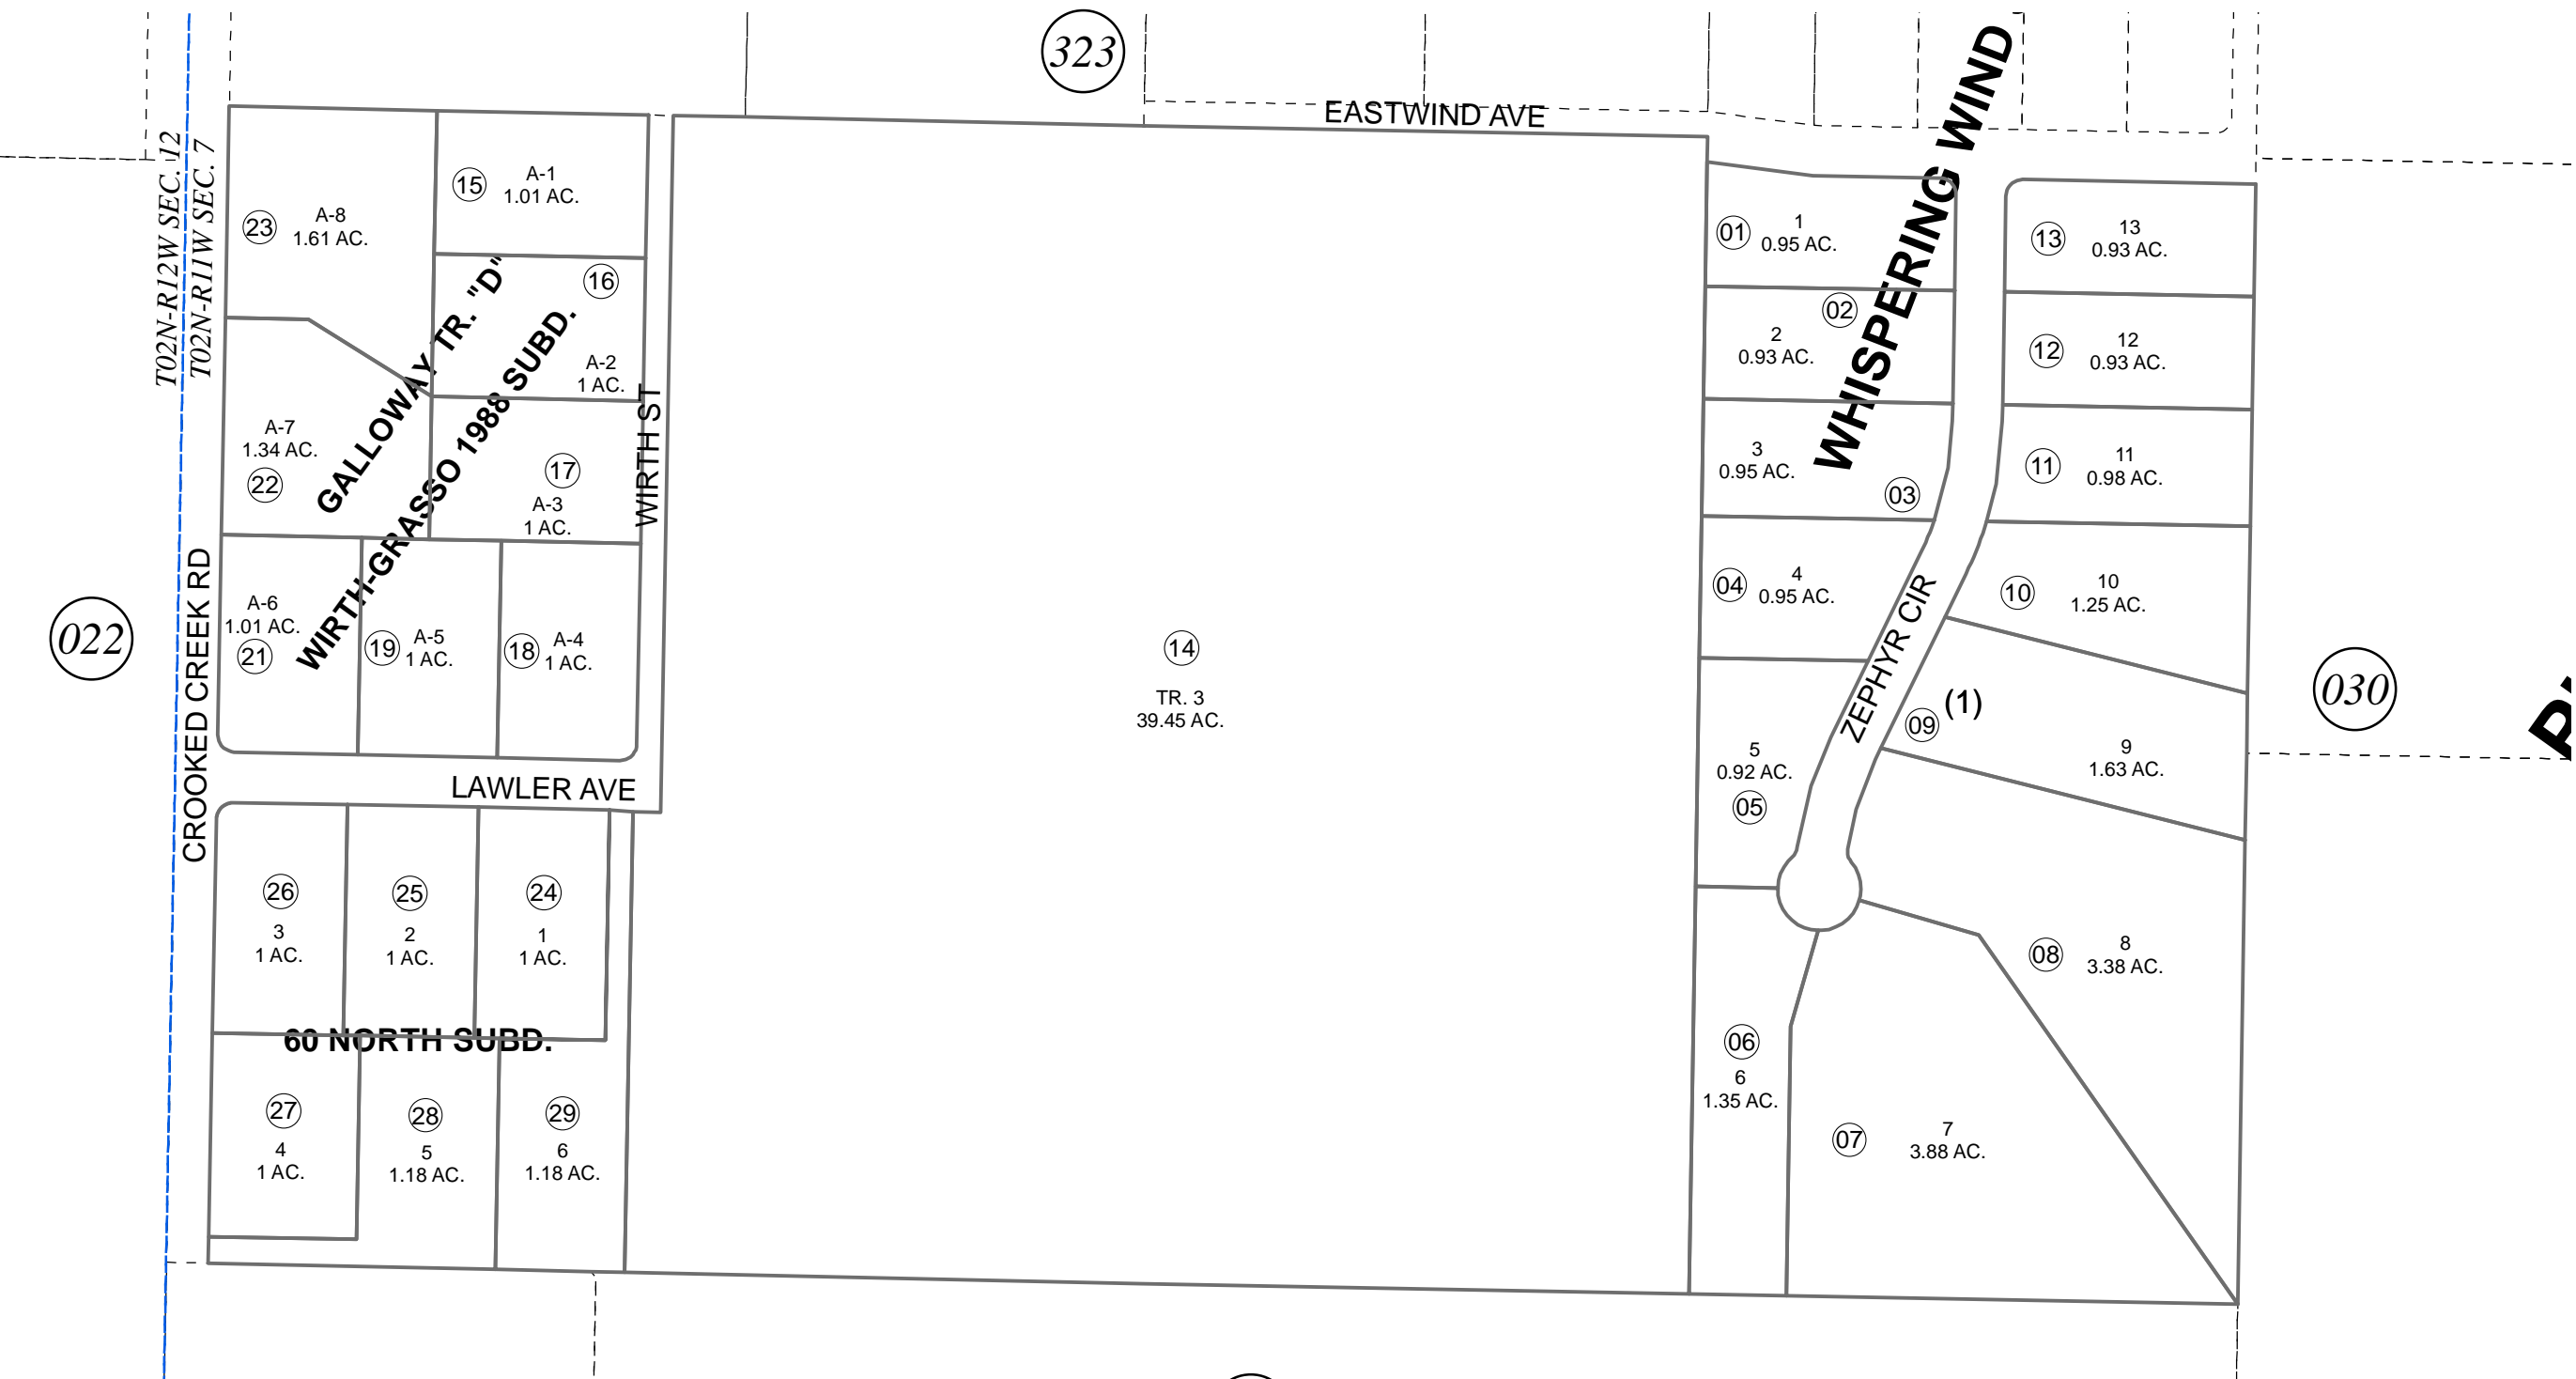 323
EASTWIND AVE
WHISPERING WIND
T02N-R12W SEC. 12
T02N-R11W SEC. 7
23
A-8
1.61 AC.
15
A-1
1.01 AC.
16
A-2
1 AC.
GALLOWAY TR. "D"
WIRTH-GRASSO 1988 SUBD.
A-7
1.34 AC.
22
17
A-3
1 AC.
WIRTH ST
CROOKED CREEK RD
022
A-6
1.01 AC.
21
19
A-5
1 AC.
18
A-4
1 AC.
LAWLER AVE
26
3
1 AC.
25
2
1 AC.
24
1
1 AC.
60 NORTH SUBD.
27
4
1 AC.
28
5
1.18 AC.
29
6
1.18 AC.
14
TR. 3
39.45 AC.
01
1
0.95 AC.
02
2
0.93 AC.
3
0.95 AC.
03
04
4
0.95 AC.
5
0.92 AC.
05
06
6
1.35 AC.
07
7
3.88 AC.
ZEPHYR CIR
13
13
0.93 AC.
12
12
0.93 AC.
11
11
0.98 AC.
10
10
1.25 AC.
09
(1)
9
1.63 AC.
08
8
3.38 AC.
030